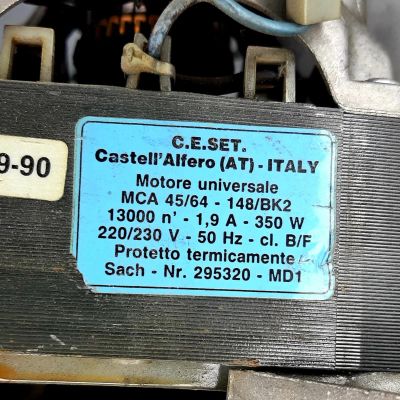 C.E.SET.
Castell'Alfero (AT) - ITALY
9-90
Motore universale
MCA 45/64 - 148/BK2
13000 n' - 1,9 A - 350 W
220/230 V - 50 Hz - cl. B/F
Protetto termicamente
Sach - Nr. 295320 - MD1